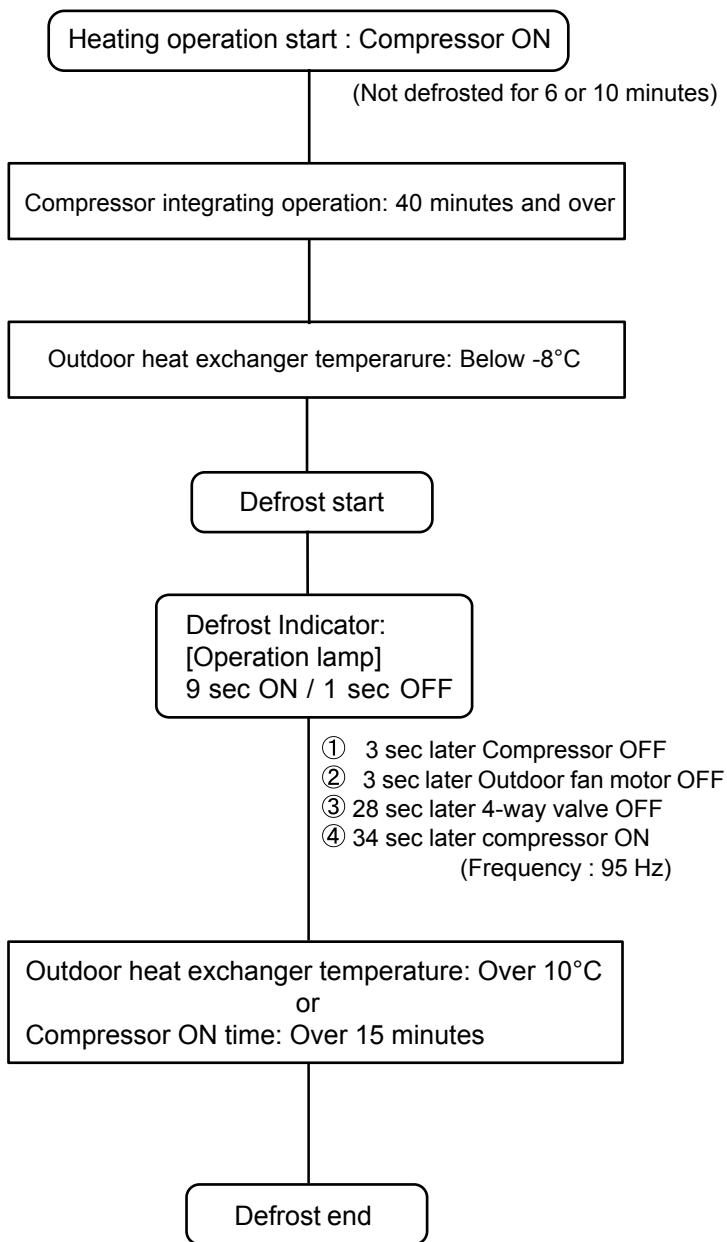 Heating operation start : Compressor ON
(Not defrosted for 6 or 10 minutes)
Compressor integrating operation: 40 minutes and over
Outdoor heat exchanger temperarure: Below -8°C
Defrost start
Defrost Indicator:
[Operation lamp]
9 sec ON / 1 sec OFF
① 3 sec later Compressor OFF
② 3 sec later Outdoor fan motor OFF
③ 28 sec later 4-way valve OFF
④ 34 sec later compressor ON
(Frequency : 95 Hz)
Outdoor heat exchanger temperature: Over 10°C
or
Compressor ON time: Over 15 minutes
Defrost end